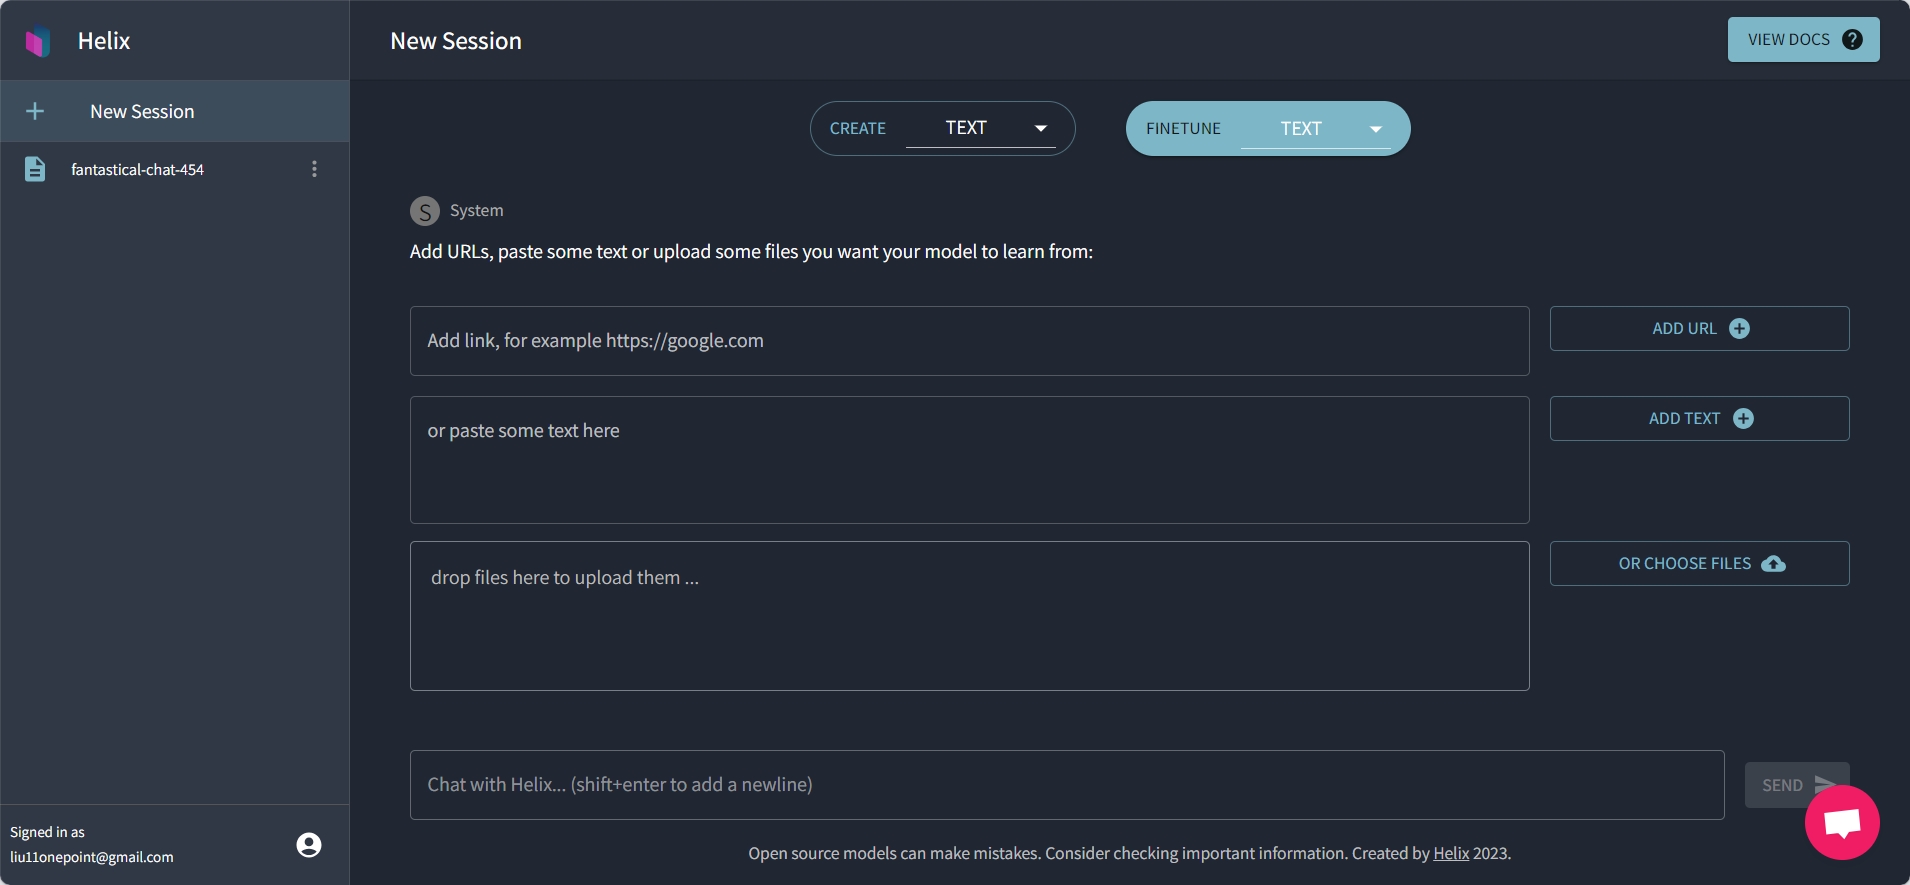 Helix
New Session
VIEW DOCS
New Session
fantastical-chat-454
CREATE TEXT
FINETUNE TEXT
S System
Add URLs, paste some text or upload some files you want your model to learn from:
Add link, for example https://google.com
ADD URL
or paste some text here
ADD TEXT
drop files here to upload them ...
OR CHOOSE FILES
Chat with Helix... (shift+enter to add a newline)
SEND
Signed in as
liu11onepoint@gmail.com
Open source models can make mistakes. Consider checking important information. Created by Helix 2023.